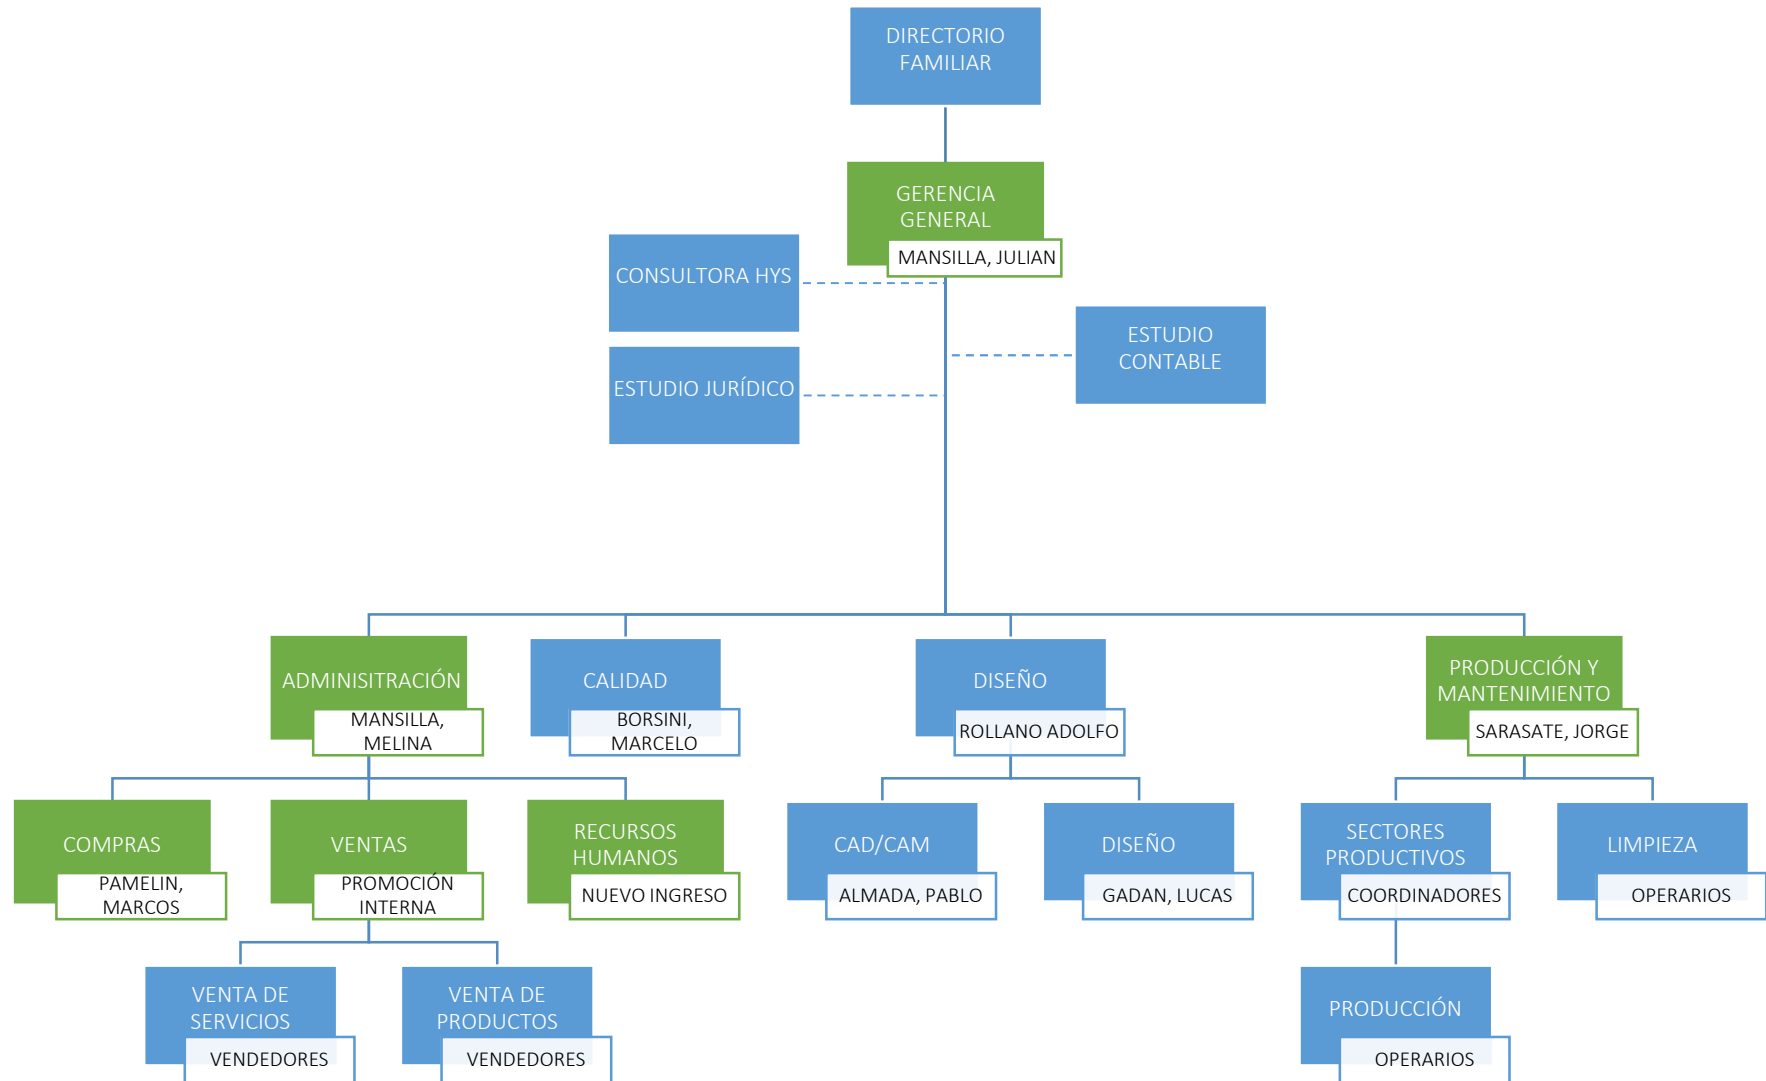 DIRECTORIO
FAMILIAR
GERENCIA
GENERAL
MANSILLA, JULIAN
CONSULTORA HYS
ESTUDIO
CONTABLE
ESTUDIO JURÍDICO
ADMINISITRACIÓN
MANSILLA,
MELINA
CALIDAD
BORSINI,
MARCELO
DISEÑO
ROLLANO ADOLFO
PRODUCCIÓN Y
MANTENIMIENTO
SARASATE, JORGE
COMPRAS
PAMELIN,
MARCOS
VENTAS
PROMOCIÓN
INTERNA
RECURSOS
HUMANOS
NUEVO INGRESO
CAD/CAM
ALMADA, PABLO
DISEÑO
GADAN, LUCAS
SECTORES
PRODUCTIVOS
COORDINADORES
LIMPIEZA
OPERARIOS
VENTA DE
SERVICIOS
VENDEDORES
VENTA DE
PRODUCTOS
VENDEDORES
PRODUCCIÓN
OPERARIOS